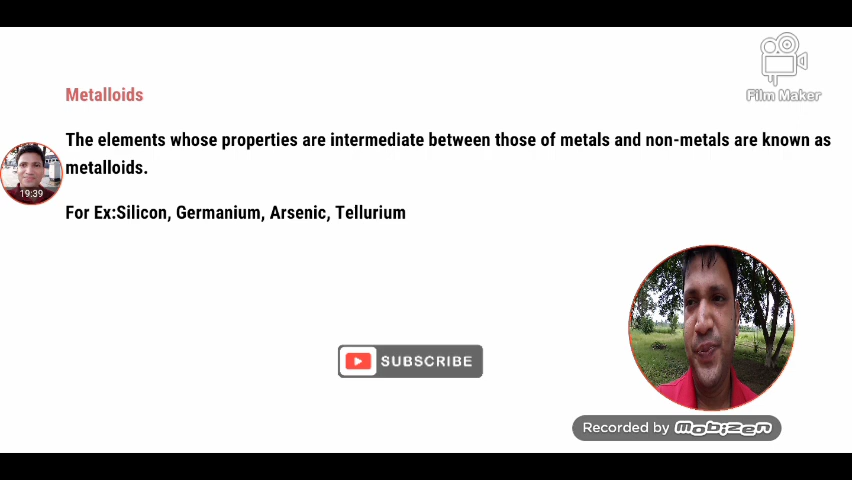 Film Maker
Metalloids
The elements whose properties are intermediate between those of metals and non-metals are known as
metalloids.
19:39
For Ex:Silicon, Germanium, Arsenic, Tellurium
SUBSCRIBE
Recorded by mobizen